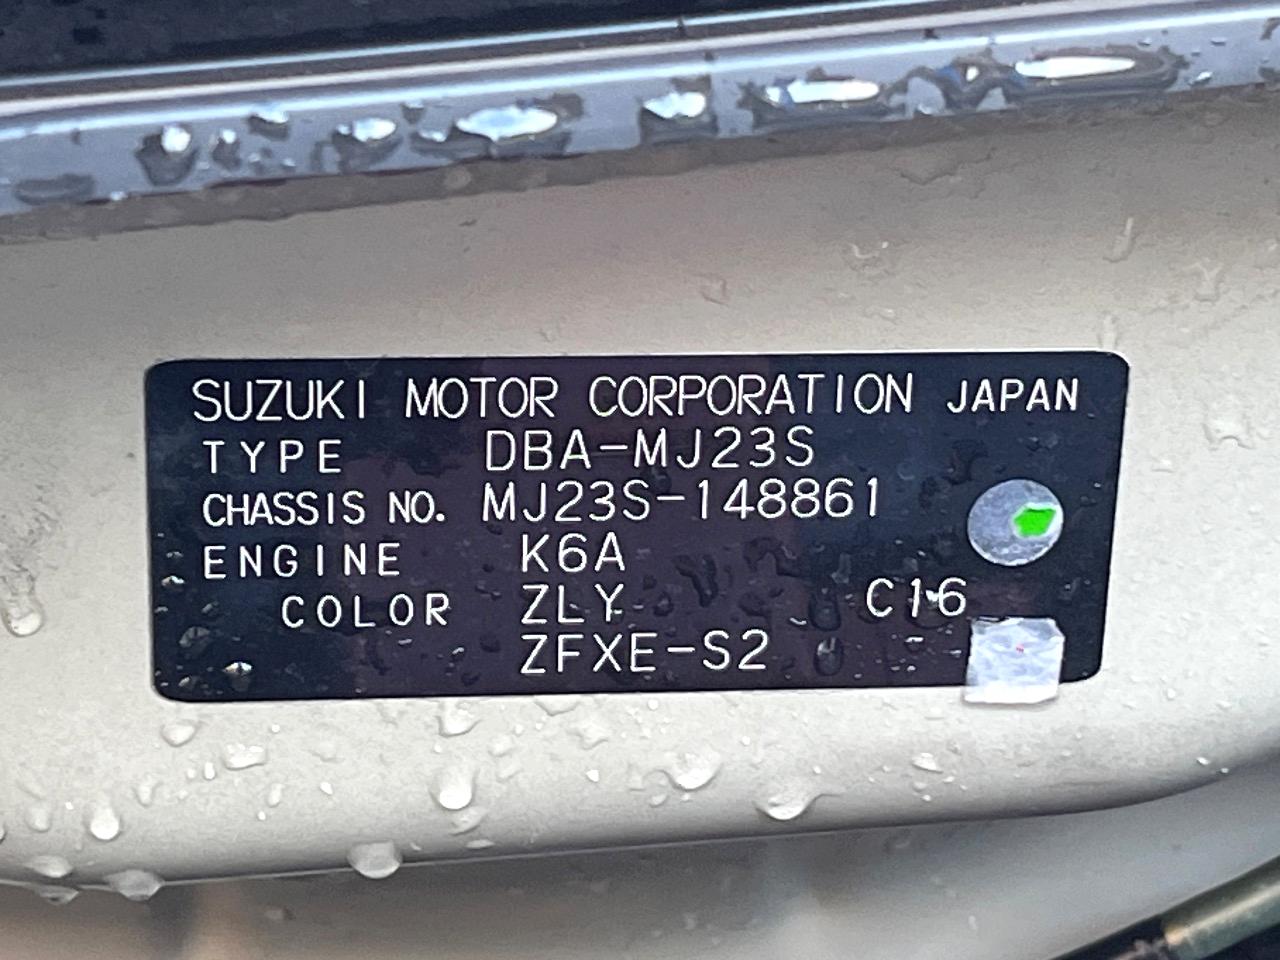 SUZUKI MOTOR CORPORATION JAPAN
TYPE DBA-MJ23S
CHASSIS NO. MJ23S-148861
ENGINE K6A
COLOR ZLY C16
ZFXE-S2